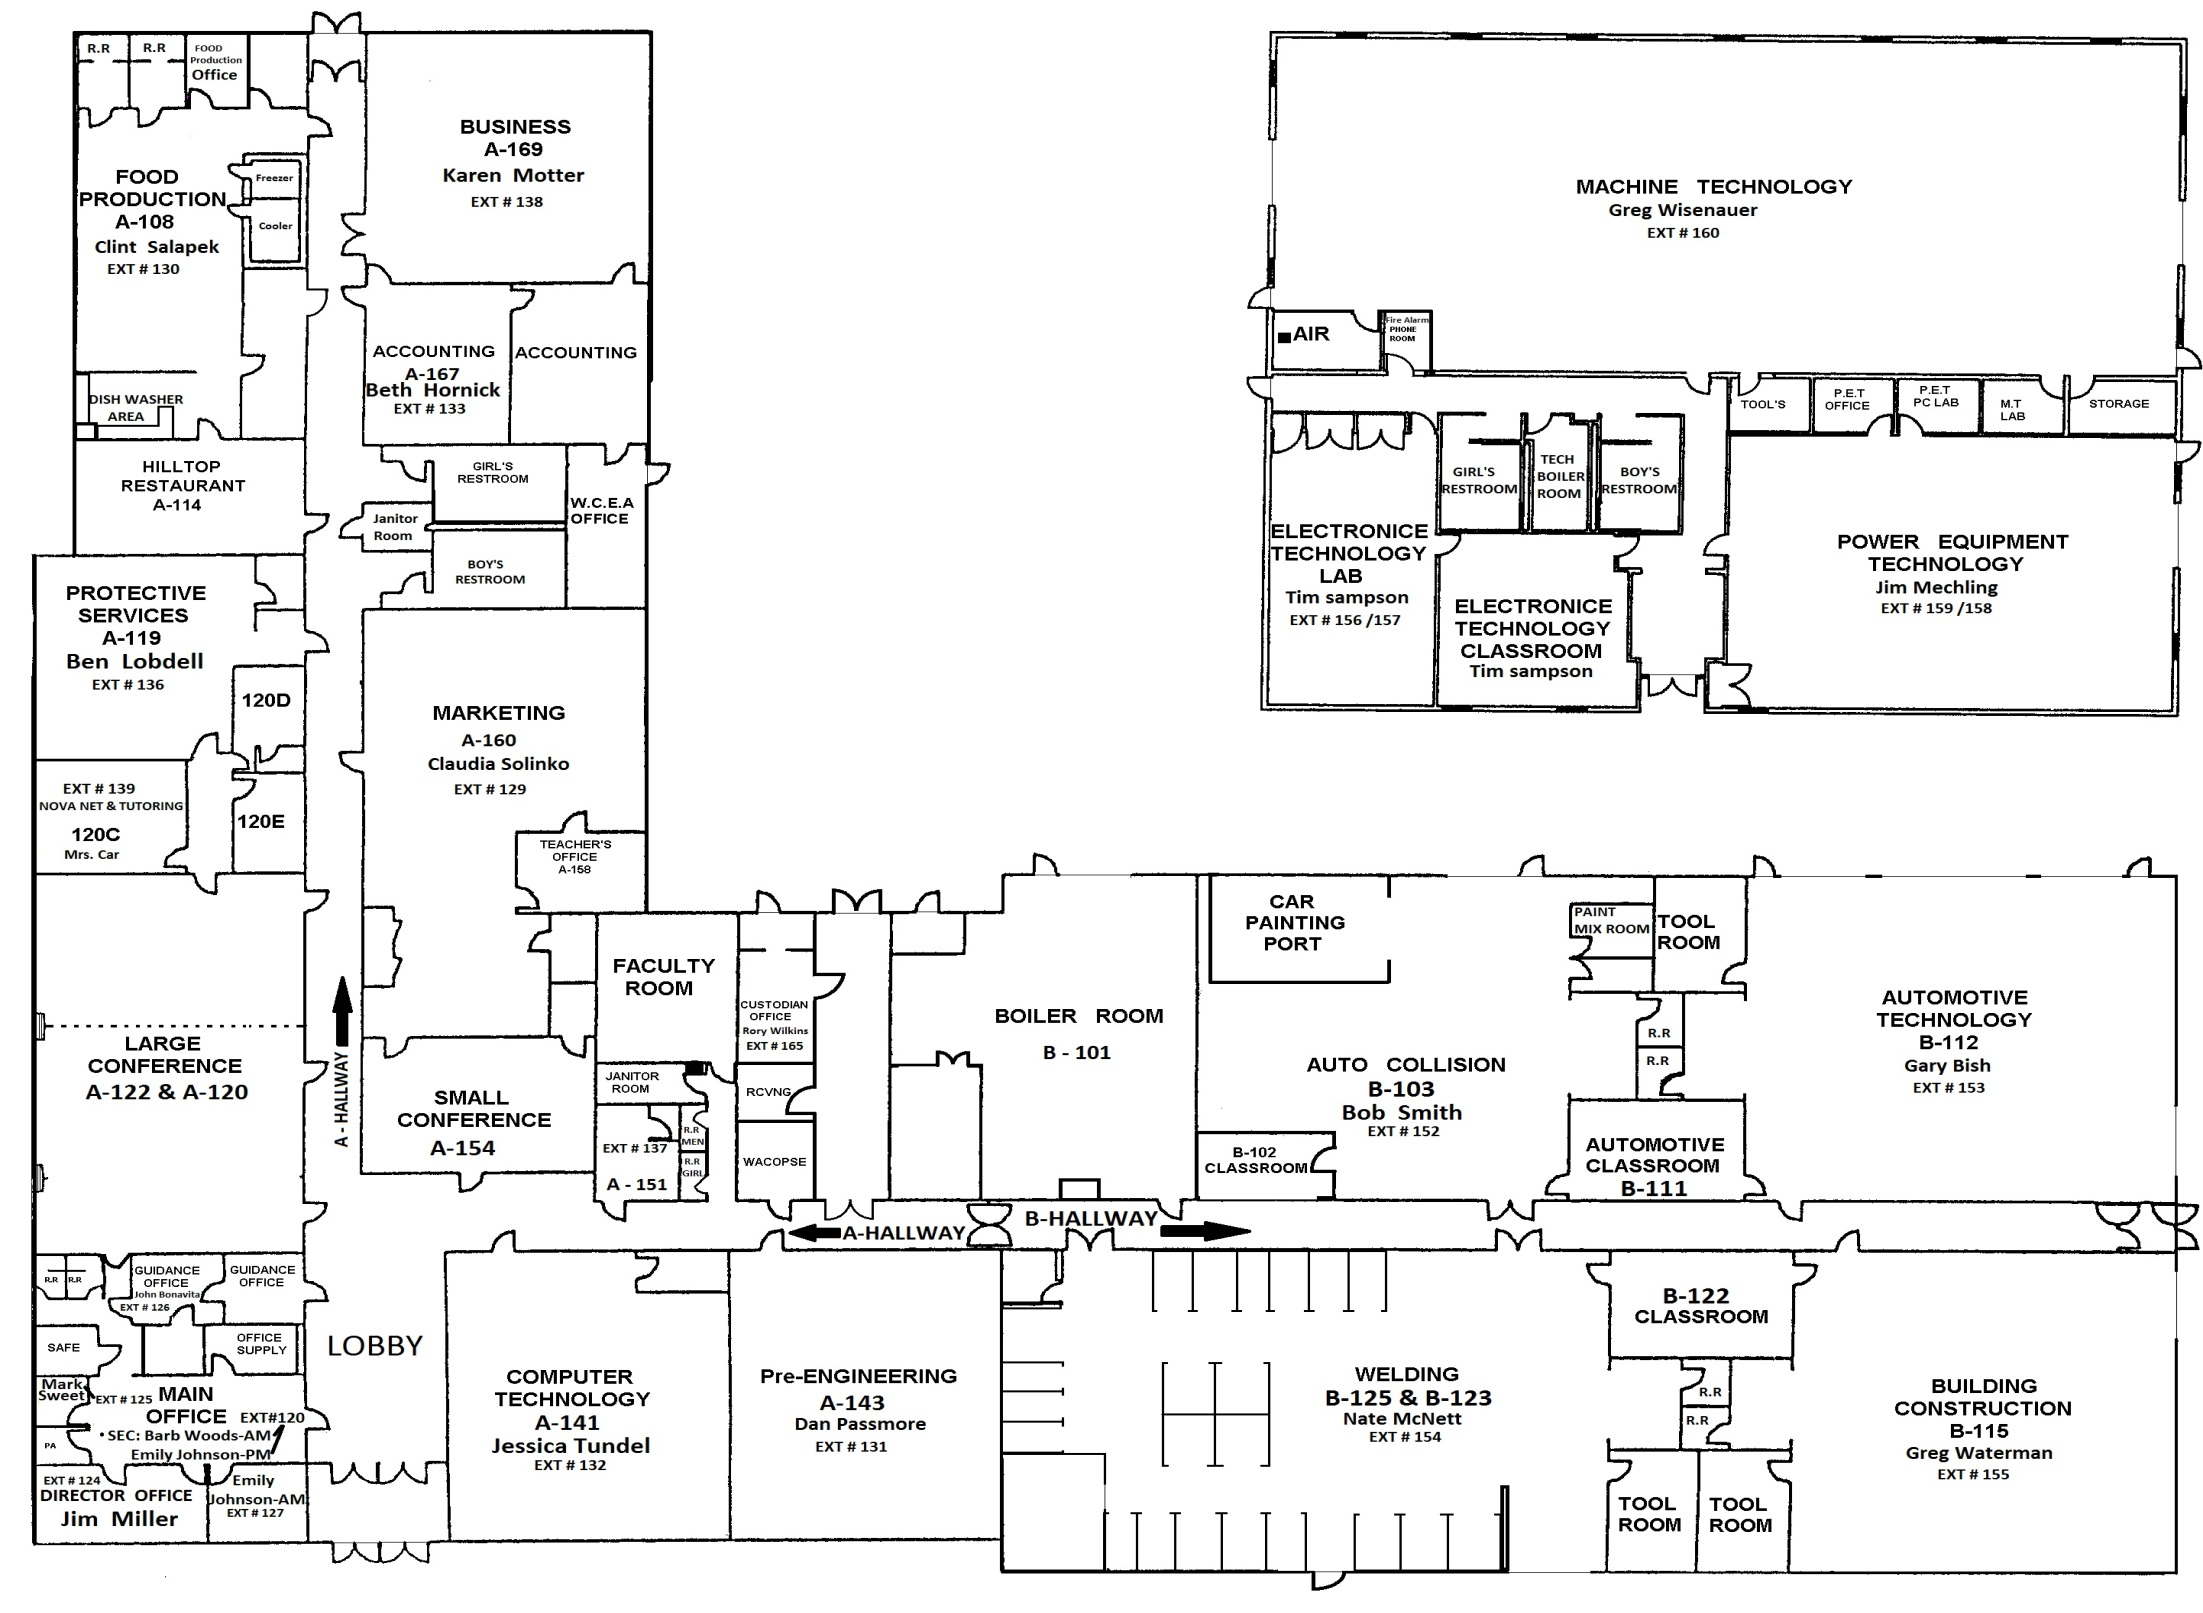 R.R
R.R
FOOD
Production
Office
FOOD
PRODUCTION
A-108
Clint Salapek
EXT # 130
Freezer
Cooler
DISH WASHER
AREA
HILLTOP
RESTAURANT
A-114
BUSINESS
A-169
Karen Motter
EXT # 138
ACCOUNTING
A-167
Beth Hornick
EXT # 133
ACCOUNTING
GIRL'S
RESTROOM
Janitor
Room
BOY'S
RESTROOM
W.C.E.A
OFFICE
PROTECTIVE
SERVICES
A-119
Ben Lobdell
EXT # 136
120D
EXT # 139
NOVA NET & TUTORING
120C
Mrs. Car
120E
MARKETING
A-160
Claudia Solinko
EXT # 129
TEACHER'S
OFFICE
A-158
LARGE
CONFERENCE
A-122 & A-120
A - HALLWAY
SMALL
CONFERENCE
A-154
FACULTY
ROOM
JANITOR
ROOM
EXT # 137
A - 151
R.R
MEN
R.R
GIRL
CUSTODIAN
OFFICE
Rory Wilkins
EXT # 165
RCVNG
WACOPSE
A-HALLWAY
B-HALLWAY
R.R
R.R
GUIDANCE
OFFICE
John Bonavita
EXT # 126
GUIDANCE
OFFICE
SAFE
OFFICE
SUPPLY
Mark
Sweet
EXT # 125
MAIN
OFFICE
EXT#120
• SEC: Barb Woods-AM
Emily Johnson-PM
PA
EXT # 124
DIRECTOR OFFICE
Jim Miller
Emily
Johnson-AM
EXT # 127
LOBBY
COMPUTER
TECHNOLOGY
A-141
Jessica Tundel
EXT # 132
Pre-ENGINEERING
A-143
Dan Passmore
EXT # 131
MACHINE TECHNOLOGY
Greg Wisenauer
EXT # 160
AIR
Fire Alarm
PHONE
ROOM
TOOL'S
P.E.T
OFFICE
P.E.T
PC LAB
M.T
LAB
STORAGE
GIRL'S
RESTROOM
TECH
BOILER
ROOM
BOY'S
RESTROOM
ELECTRONICE
TECHNOLOGY
LAB
Tim sampson
EXT # 156 /157
ELECTRONICE
TECHNOLOGY
CLASSROOM
Tim sampson
POWER EQUIPMENT
TECHNOLOGY
Jim Mechling
EXT # 159 /158
BOILER ROOM
B - 101
CAR
PAINTING
PORT
AUTO COLLISION
B-103
Bob Smith
EXT # 152
B-102
CLASSROOM
PAINT
MIX ROOM
TOOL
ROOM
R.R
R.R
AUTOMOTIVE
CLASSROOM
B-111
AUTOMOTIVE
TECHNOLOGY
B-112
Gary Bish
EXT # 153
WELDING
B-125 & B-123
Nate McNett
EXT # 154
B-122
CLASSROOM
R.R
R.R
TOOL
ROOM
TOOL
ROOM
BUILDING
CONSTRUCTION
B-115
Greg Waterman
EXT # 155